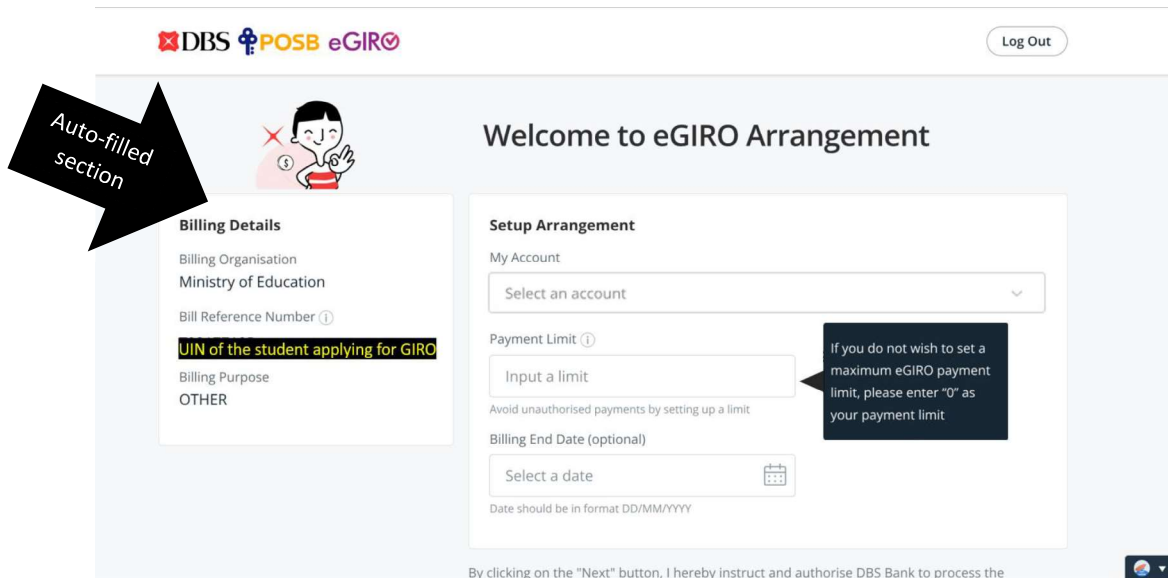 DBS POSB eGIRO
Log Out
Auto-filled
section
Welcome to eGIRO Arrangement
Billing Details
Billing Organisation
Ministry of Education
Bill Reference Number
UIN of the student applying for GIRO
Billing Purpose
OTHER
Setup Arrangement
My Account
Select an account
Payment Limit
Input a limit
Avoid unauthorised payments by setting up a limit
If you do not wish to set a
maximum eGIRO payment
limit, please enter “0” as
your payment limit
Billing End Date (optional)
Select a date
Date should be in format DD/MM/YYYY
By clicking on the "Next" button, I hereby instruct and authorise DBS Bank to process the